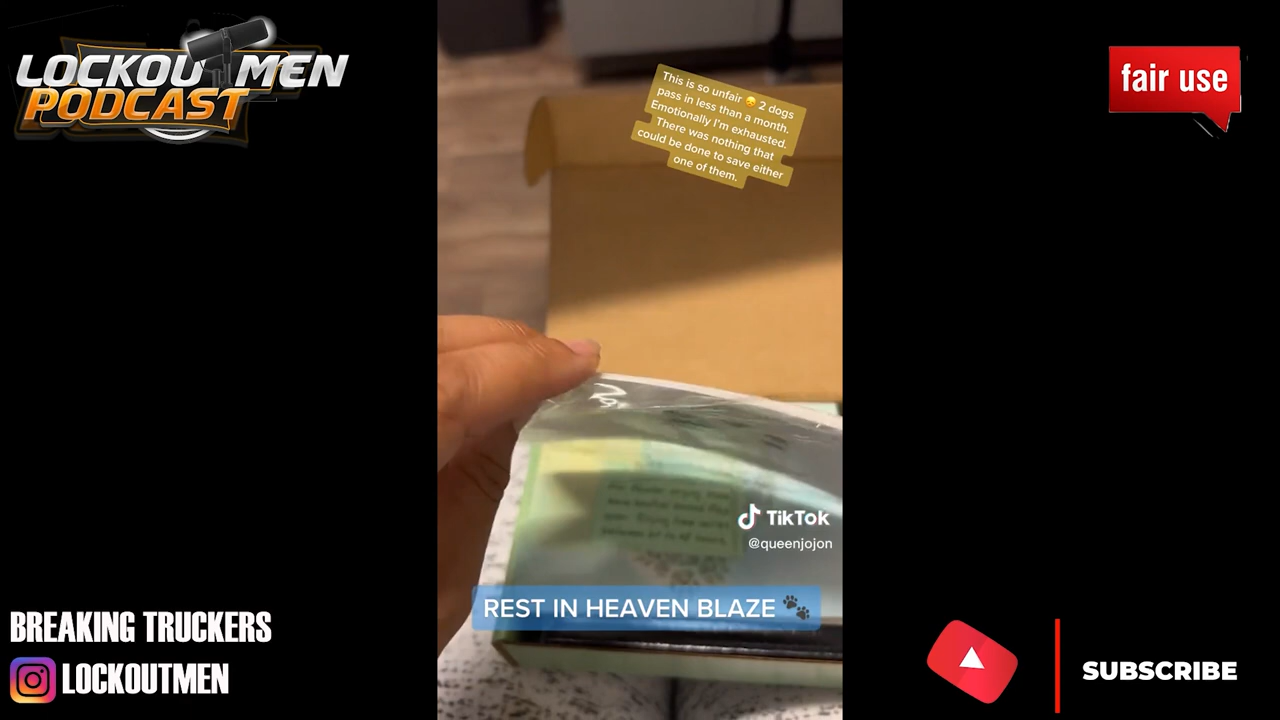 LOCKOUTMEN
PODCAST
fair use
This is so unfair 😞 2 dogs
pass in less than a month.
Emotionally I'm exhausted.
There was nothing that
could be done to save either
one of them.
TikTok
@queenjojon
REST IN HEAVEN BLAZE 🐾
BREAKING TRUCKERS
LOCKOUTMEN
SUBSCRIBE